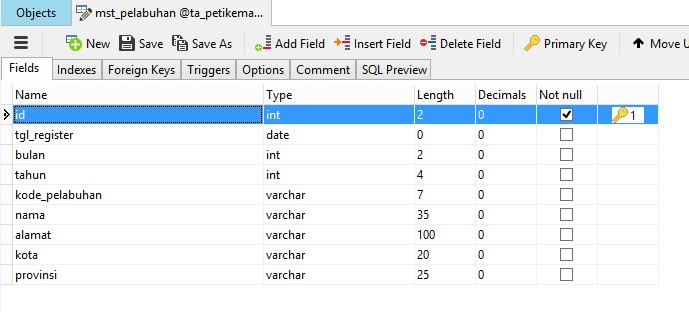 Objects mst_pelabuhan @ta_petikema...
New Save Save As Add Field Insert Field Delete Field Primary Key Move U
Fields Indexes Foreign Keys Triggers Options Comment SQL Preview
Name Type Length Decimals Not null
id int 2 0 1
tgl_register date 0 0
bulan int 2 0
tahun int 4 0
kode_pelabuhan varchar 7 0
nama varchar 35 0
alamat varchar 100 0
kota varchar 20 0
provinsi varchar 25 0